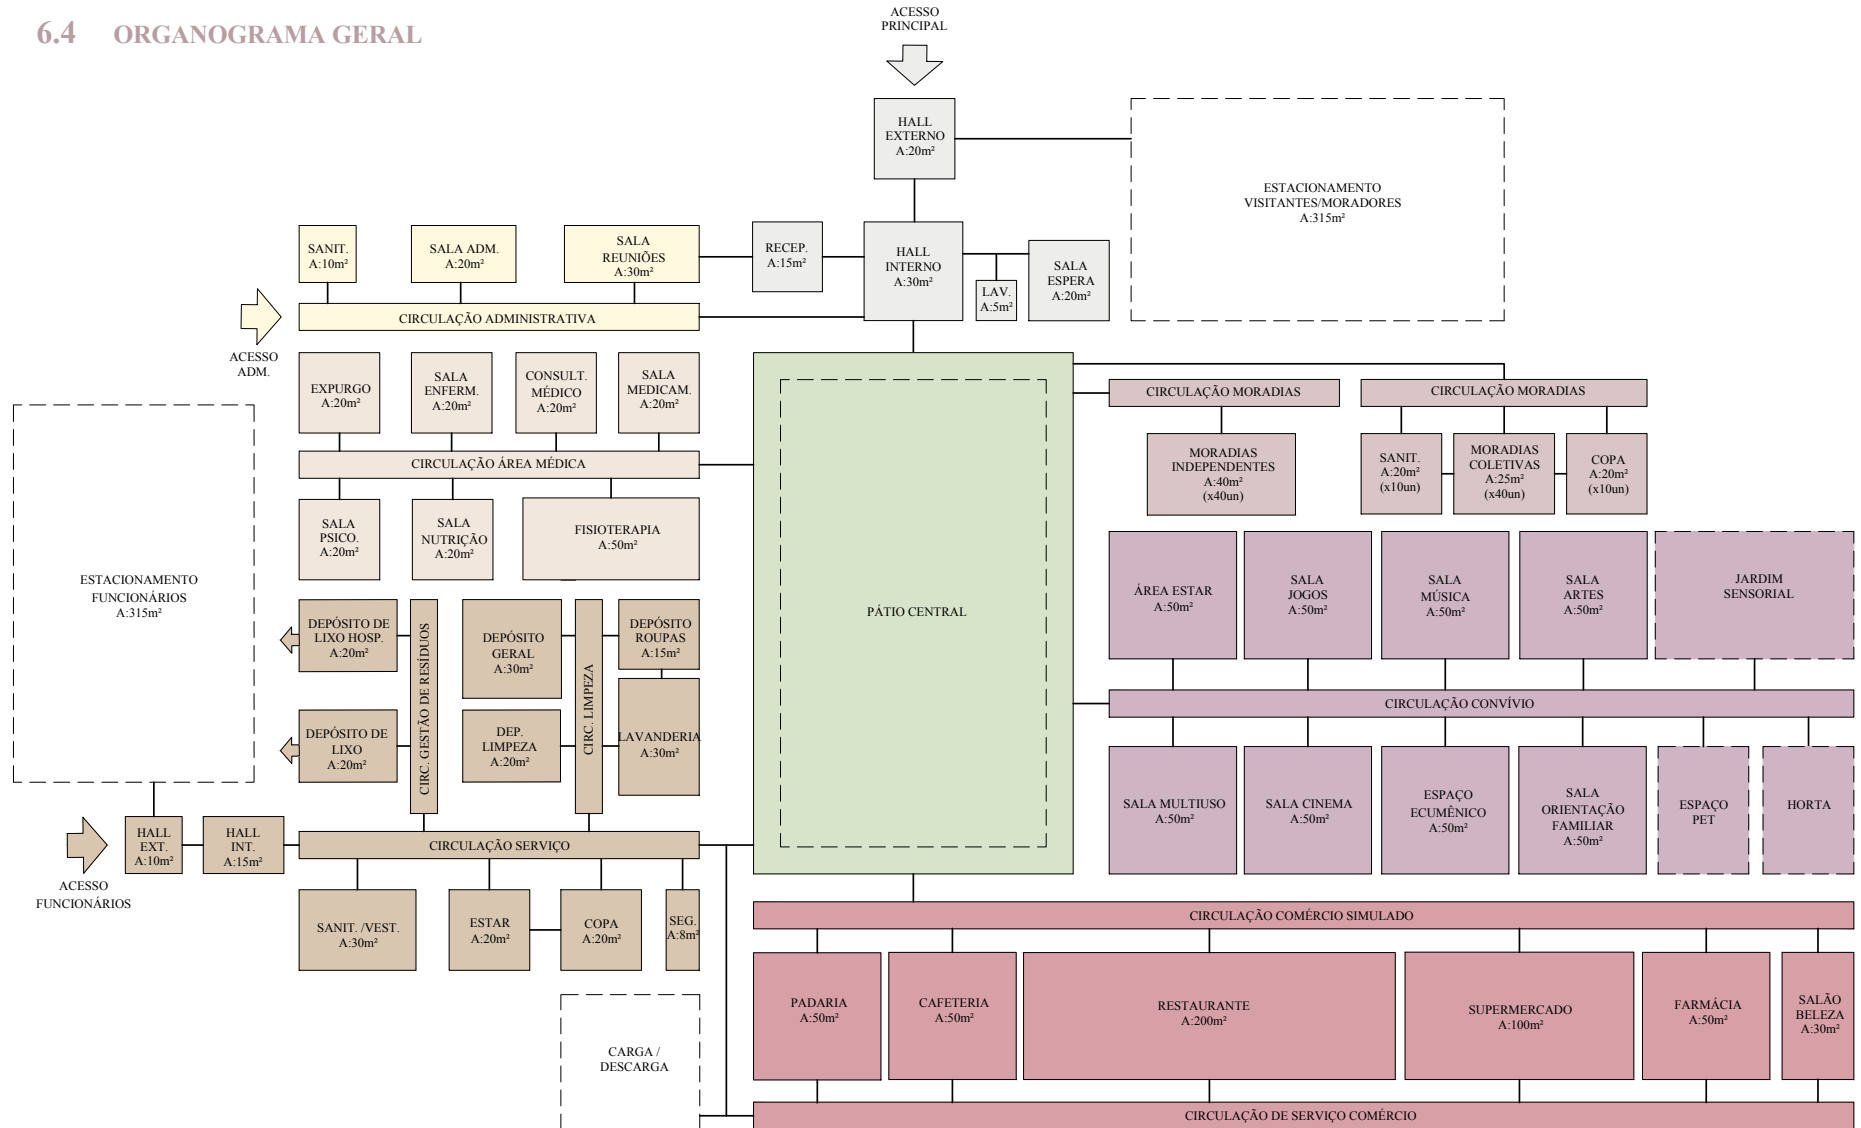 6.4 ORGANOGRAMA GERAL
ACESSO
PRINCIPAL
HALL
EXTERNO
A:20m²
ESTACIONAMENTO
VISITANTES/MORADORES
A:315m²
SANIT.
A:10m²
SALA ADM.
A:20m²
SALA
REUNIÕES
A:30m²
RECEP.
A:15m²
HALL
INTERNO
A:30m²
LAV.
A:5m²
SALA
ESPERA
A:20m²
CIRCULAÇÃO ADMINISTRATIVA
ACESSO
ADM.
EXPURGO
A:20m²
SALA
ENFERM.
A:20m²
CONSULT.
MÉDICO
A:20m²
SALA
MEDICAM.
A:20m²
CIRCULAÇÃO ÁREA MÉDICA
SALA
PSICO.
A:20m²
SALA
NUTRIÇÃO
A:20m²
FISIOTERAPIA
A:50m²
CIRCULAÇÃO MORADIAS
CIRCULAÇÃO MORADIAS
MORADIAS
INDEPENDENTES
A:40m²
(x40un)
SANIT.
A:20m²
(x10un)
MORADIAS
COLETIVAS
A:25m²
(x40un)
COPA
A:20m²
(x10un)
ESTACIONAMENTO
FUNCIONÁRIOS
A:315m²
DEPÓSITO DE
LIXO HOSP.
A:20m²
CIRC. GESTÃO DE RESÍDUOS
DEPÓSITO
GERAL
A:30m²
CIRC. LIMPEZA
DEPÓSITO
ROUPAS
A:15m²
DEPÓSITO DE
LIXO
A:20m²
DEP.
LIMPEZA
A:20m²
LAVANDERIA
A:30m²
PÁTIO CENTRAL
ÁREA ESTAR
A:50m²
SALA
JOGOS
A:50m²
SALA
MÚSICA
A:50m²
SALA
ARTES
A:50m²
JARDIM
SENSORIAL
CIRCULAÇÃO CONVÍVIO
SALA MULTIUSO
A:50m²
SALA CINEMA
A:50m²
ESPAÇO
ECUMÊNICO
A:50m²
SALA
ORIENTAÇÃO
FAMILIAR
A:50m²
ESPAÇO
PET
HORTA
HALL
EXT.
A:10m²
HALL
INT.
A:15m²
CIRCULAÇÃO SERVIÇO
ACESSO
FUNCIONÁRIOS
SANIT. /VEST.
A:30m²
ESTAR
A:20m²
COPA
A:20m²
SEG.
A:8m²
CIRCULAÇÃO COMÉRCIO SIMULADO
PADARIA
A:50m²
CAFETERIA
A:50m²
RESTAURANTE
A:200m²
SUPERMERCADO
A:100m²
FARMÁCIA
A:50m²
SALÃO
BELEZA
A:30m²
CARGA /
DESCARGA
CIRCULAÇÃO DE SERVIÇO COMÉRCIO